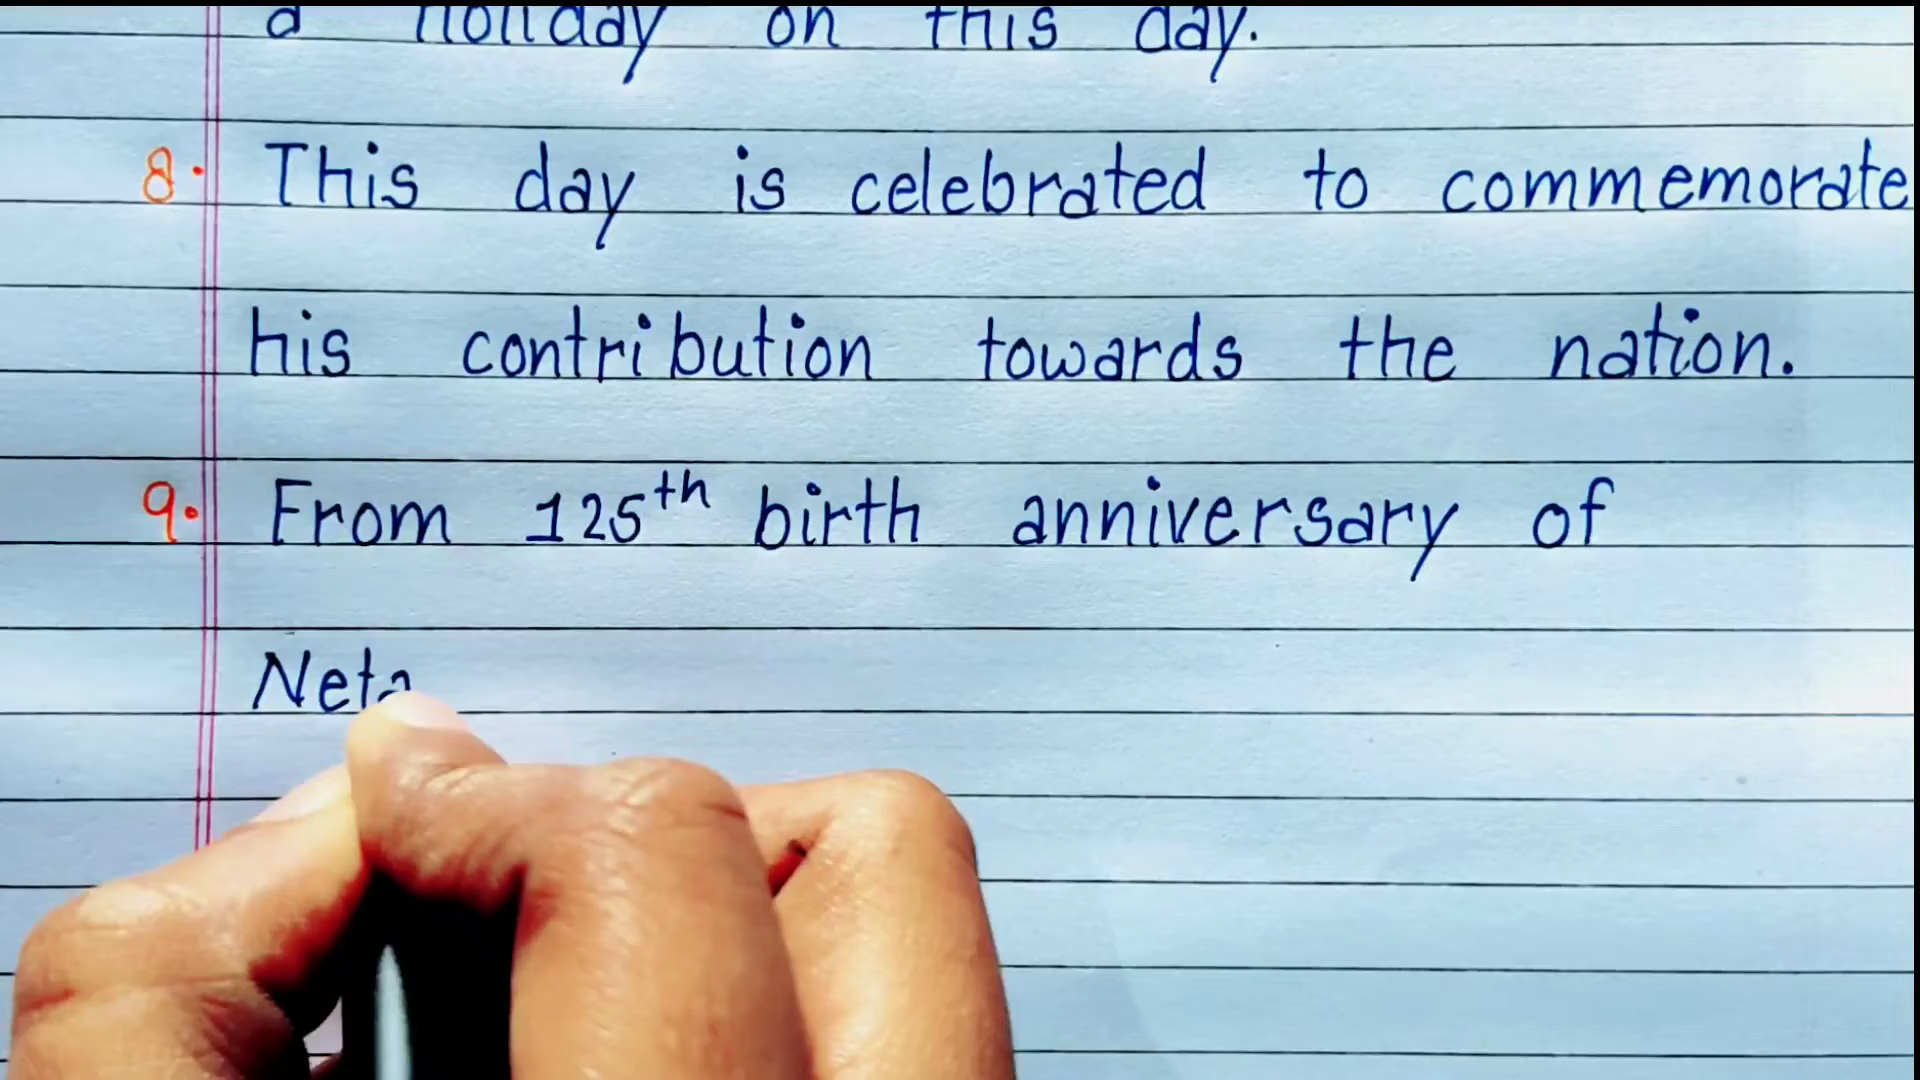 a holiday on this day.
8. This day is celebrated to commemorate
his contribution towards the nation.
9. From 125th birth anniversary of
Neta